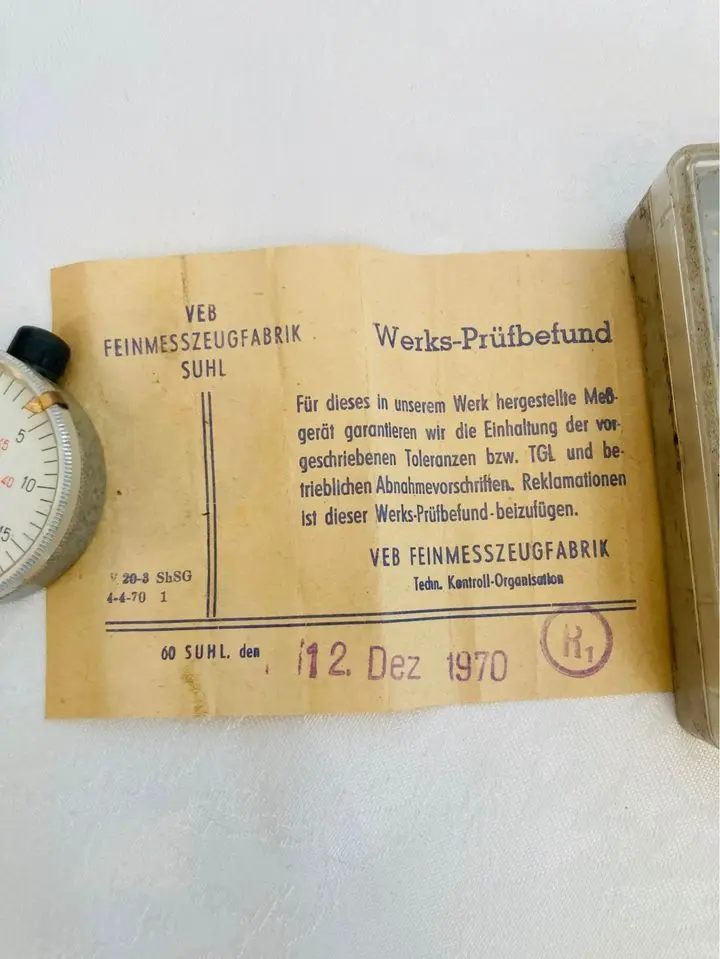 VEB
FEINMESSZEUGFABRIK
SUHL
Werks-Prüfbefund
Für dieses in unserem Werk hergestellte Meß-
gerät garantieren wir die Einhaltung der vor-
geschriebenen Toleranzen bzw. TGL und be-
trieblichen Abnahmevorschriften. Reklamationen
ist dieser Werks-Prüfbefund beizufügen.
VEB FEINMESSZEUGFABRIK
Techn. Kontroll-Organisation
V 20-3 ShSG
4-4-70 1
60 SUHL, den 12. Dez 1970
R1
5
10
40